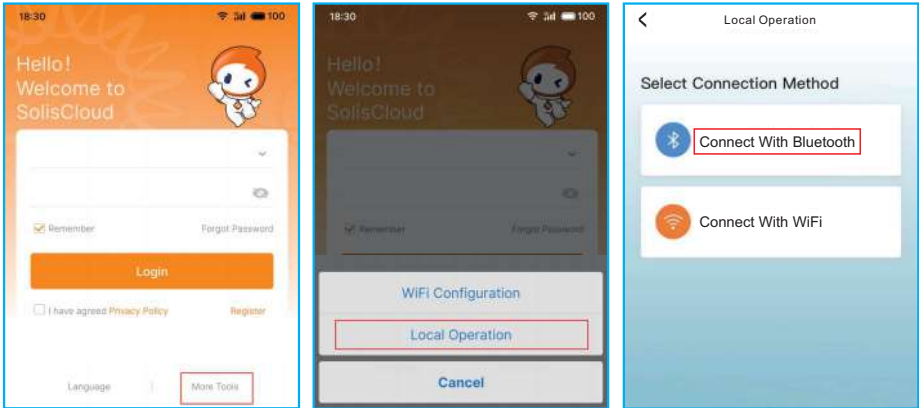 18:30
100
Hello!
Welcome to
SolisCloud
Remember
Forgot Password
Login
I have agreed Privacy Policy
Register
Language
More Tools
18:30
100
Hello!
Welcome to
SolisCloud
Remember
Forgot Password
WiFi Configuration
Local Operation
Cancel
Local Operation
Select Connection Method
Connect With Bluetooth
Connect With WiFi